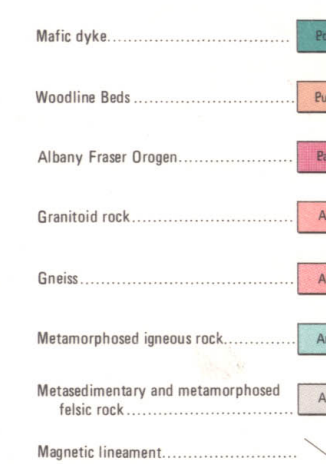 Mafic dyke
Woodline Beds
Albany Fraser Orogen
Granitoid rock
Gneiss
Metamorphosed igneous rock
Metasedimentary and metamorphosed
felsic rock
Magnetic lineament